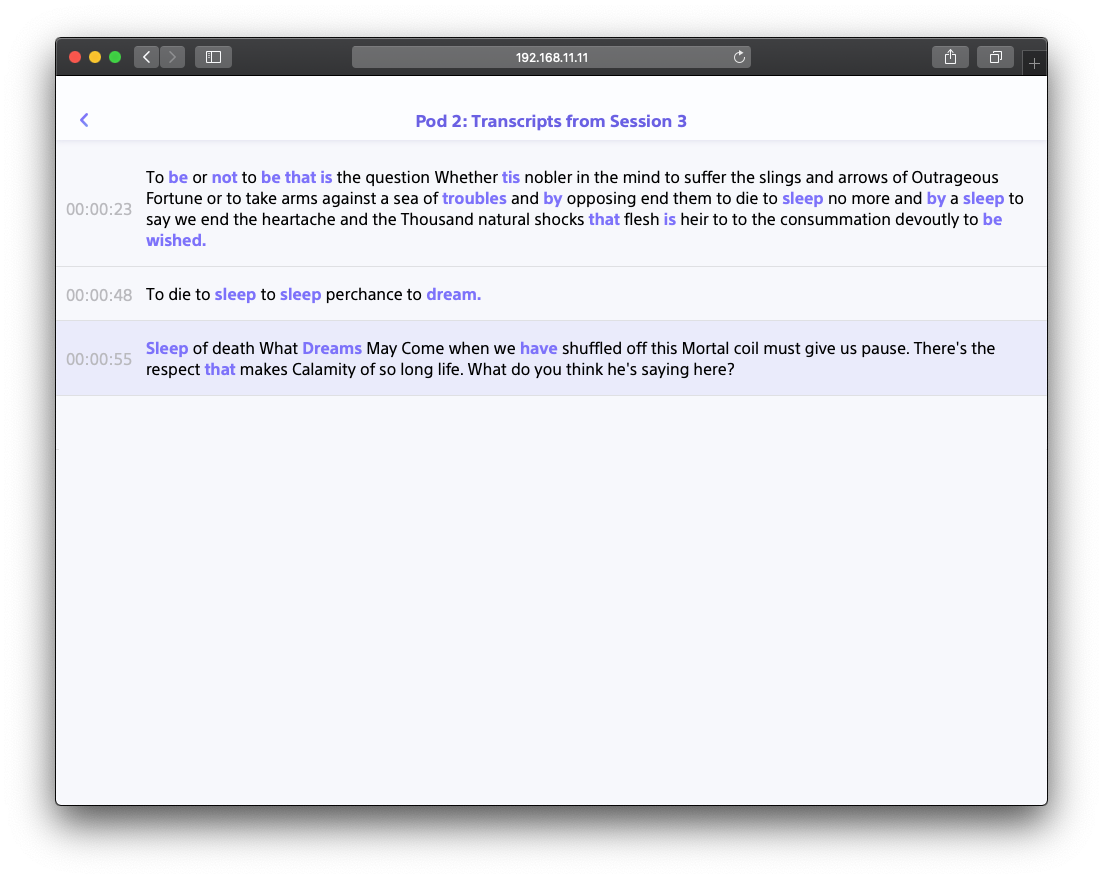 192.168.11.11
Pod 2: Transcripts from Session 3
To be or not to be that is the question Whether tis nobler in the mind to suffer the slings and arrows of Outrageous
00:00:23
Fortune or to take arms against a sea of troubles and by opposing end them to die to sleep no more and by a sleep to
say we end the heartache and the Thousand natural shocks that flesh is heir to to the consummation devoutly to be
wished.
00:00:48 To die to sleep to sleep perchance to dream.
00:00:55
Sleep of death What Dreams May Come when we have shuffled off this Mortal coil must give us pause. There's the
respect that makes Calamity of so long life. What do you think he's saying here?